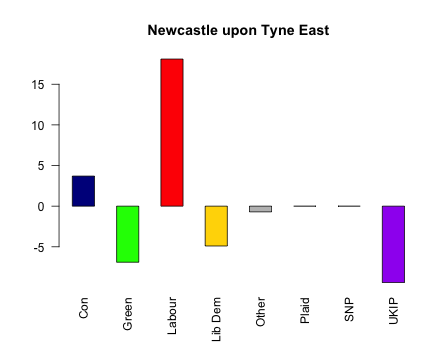 Newcastle upon Tyne East
15
10
5
0
-5
Con
Green
Labour
Lib Dem
Other
Plaid
SNP
UKIP